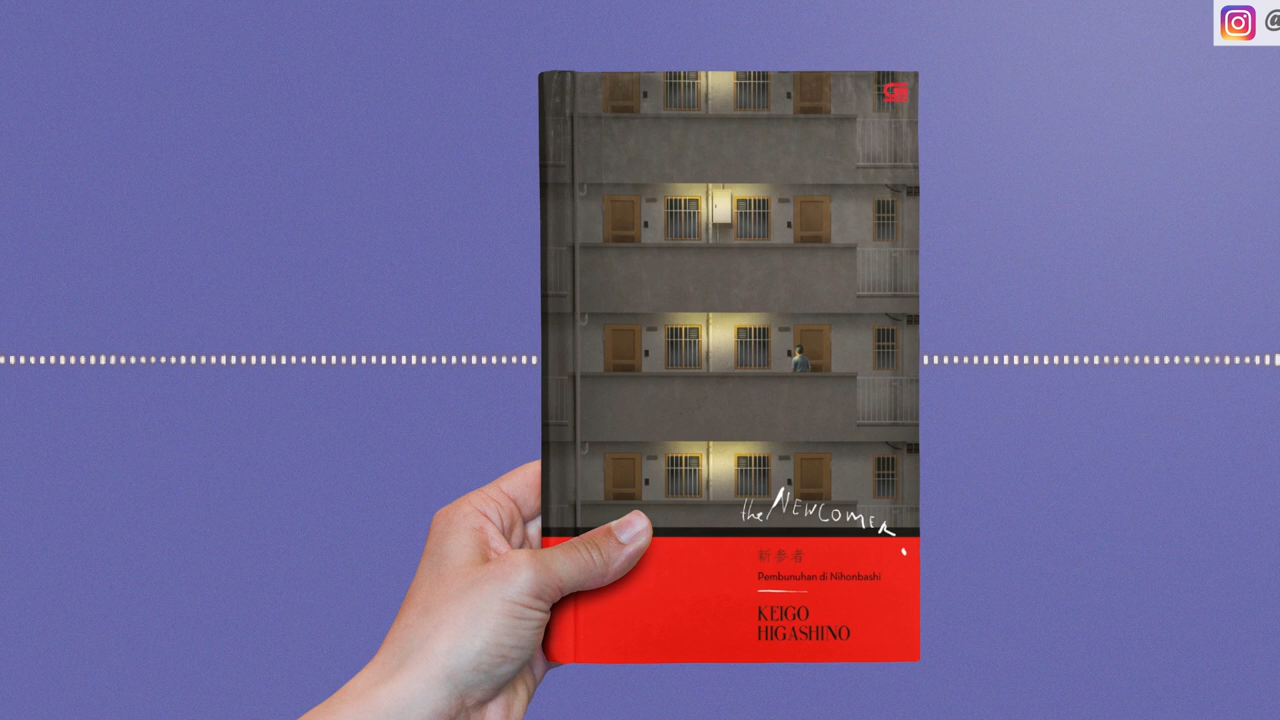 @
the NEWCOMER
新参者
Pembunuhan di Nihonbashi
KEIGO
HIGASHINO